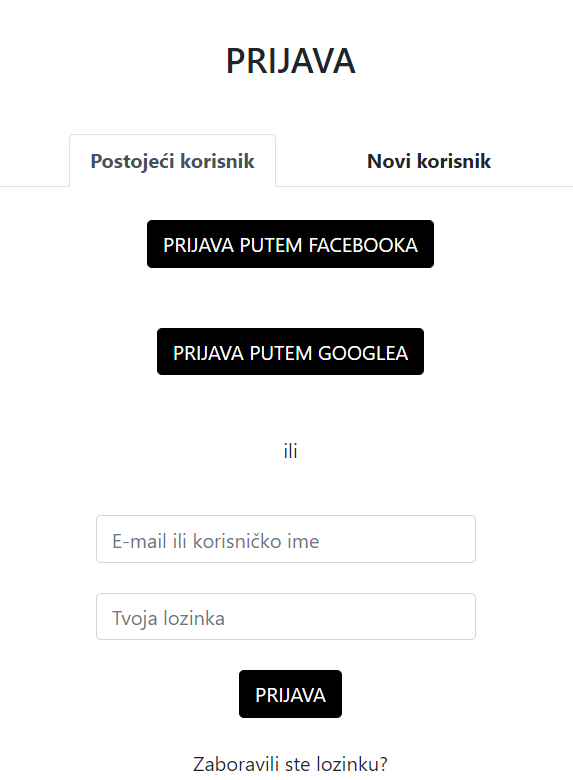 PRIJAVA
Postojeći korisnik
Novi korisnik
PRIJAVA PUTEM FACEBOOKA
PRIJAVA PUTEM GOOGLEA
ili
E-mail ili korisničko ime
Tvoja lozinka
PRIJAVA
Zaboravili ste lozinku?